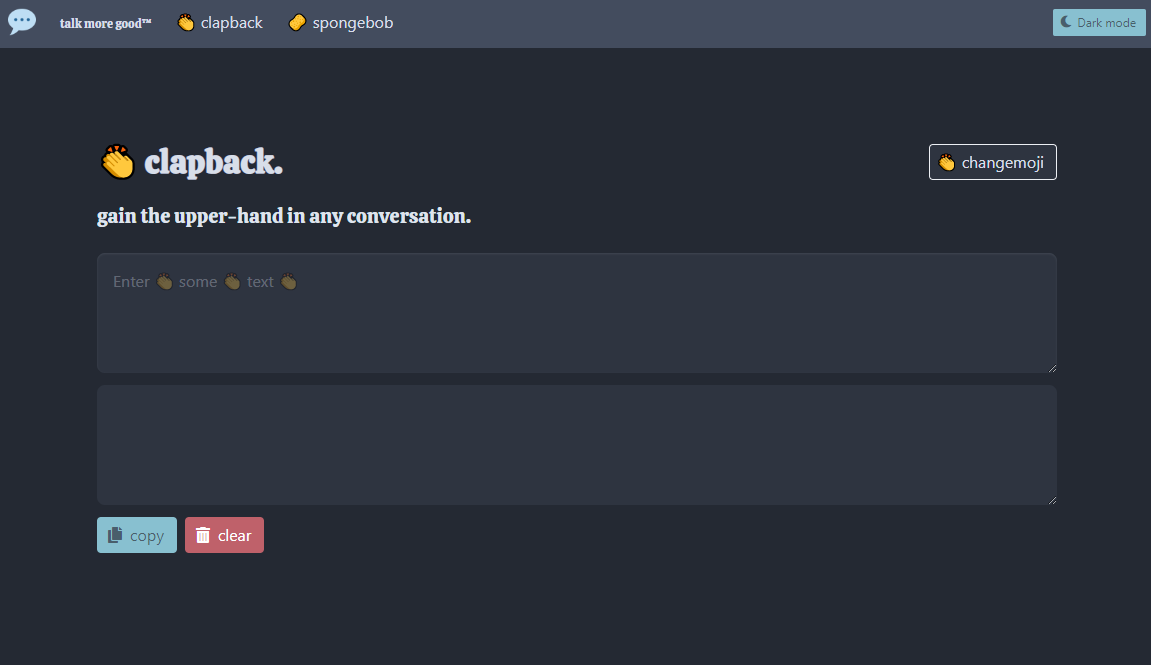 talk more good™ 👏 clapback spongebob Dark mode
👏 clapback. 👏 changemoji
gain the upper-hand in any conversation.
Enter 👏 some 👏 text 👏
copy clear